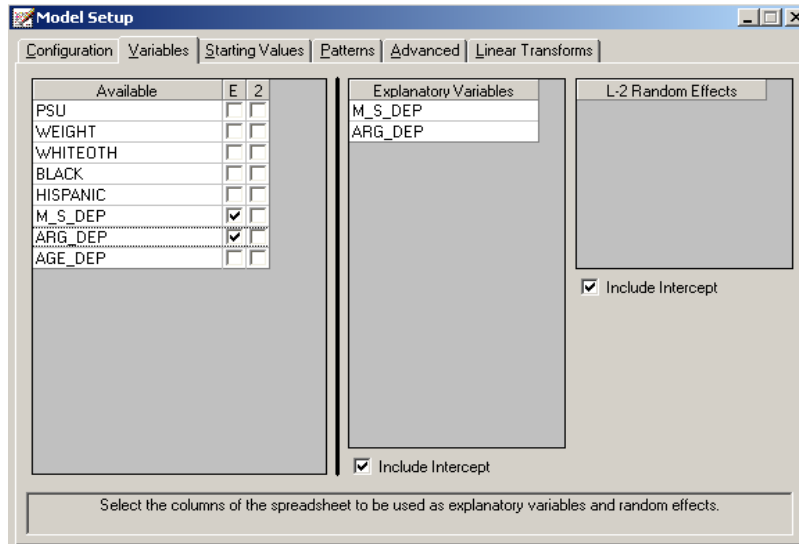 Model Setup
Configuration Variables Starting Values Patterns Advanced Linear Transforms
Available E 2
PSU
WEIGHT
WHITEOTH
BLACK
HISPANIC
M_S_DEP
ARG_DEP
AGE_DEP
Explanatory Variables
M_S_DEP
ARG_DEP
Include Intercept
L-2 Random Effects
Include Intercept
Select the columns of the spreadsheet to be used as explanatory variables and random effects.